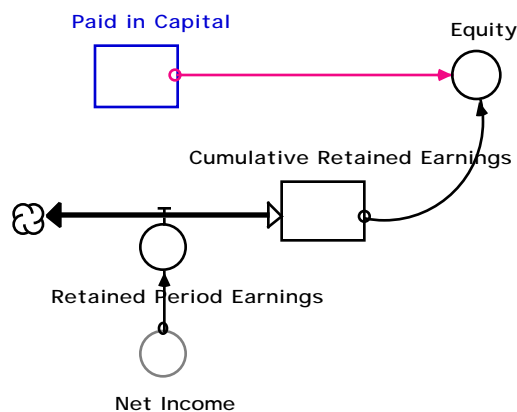 Paid in Capital
Equity
Cumulative Retained Earnings
Retained Period Earnings
Net Income